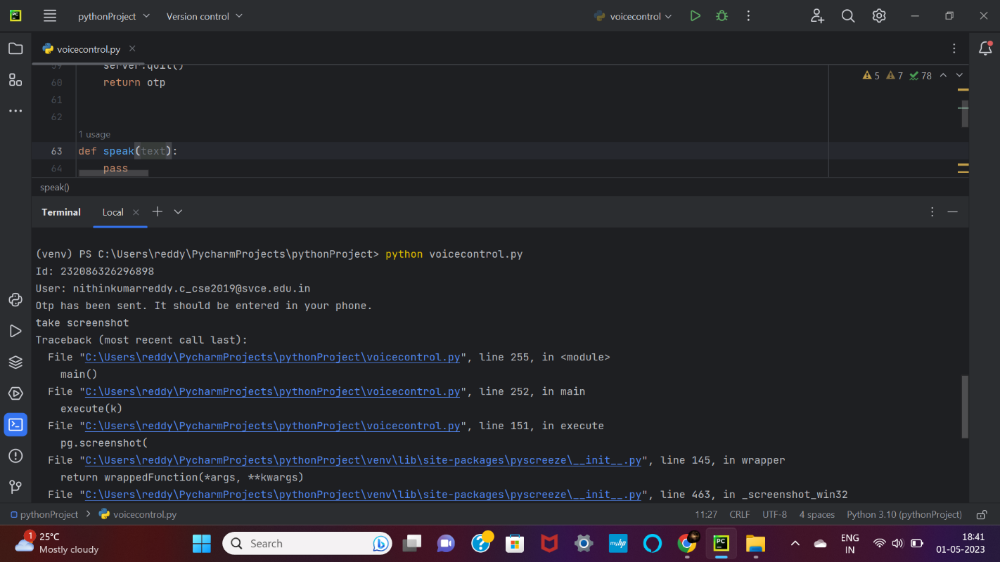 PC pythonProject Version control voicecontrol
voicecontrol.py
5 7 78
59 server.quit()
60 return otp
61
62
1 usage
63 def speak(text):
64 pass
speak()
Terminal Local
(venv) PS C:\Users\reddy\PycharmProjects\pythonProject> python voicecontrol.py
Id: 232086326296898
User: nithinkumarreddy.c_cse2019@svce.edu.in
Otp has been sent. It should be entered in your phone.
take screenshot
Traceback (most recent call last):
File "C:\Users\reddy\PycharmProjects\pythonProject\voicecontrol.py", line 255, in <module>
main()
File "C:\Users\reddy\PycharmProjects\pythonProject\voicecontrol.py", line 252, in main
execute(k)
File "C:\Users\reddy\PycharmProjects\pythonProject\voicecontrol.py", line 151, in execute
pg.screenshot(
File "C:\Users\reddy\PycharmProjects\pythonProject\venv\lib\site-packages\pyscreeze\__init__.py", line 145, in wrapper
return wrappedFunction(*args, **kwargs)
File "C:\Users\reddy\PycharmProjects\pythonProject\venv\lib\site-packages\pyscreeze\__init__.py", line 463, in _screenshot_win32
pythonProject > voicecontrol.py 11:27 CRLF UTF-8 4 spaces Python 3.10 (pythonProject)
1 25°C
Mostly cloudy
Search
myhp
PC
ENG
IN
18:41
01-05-2023